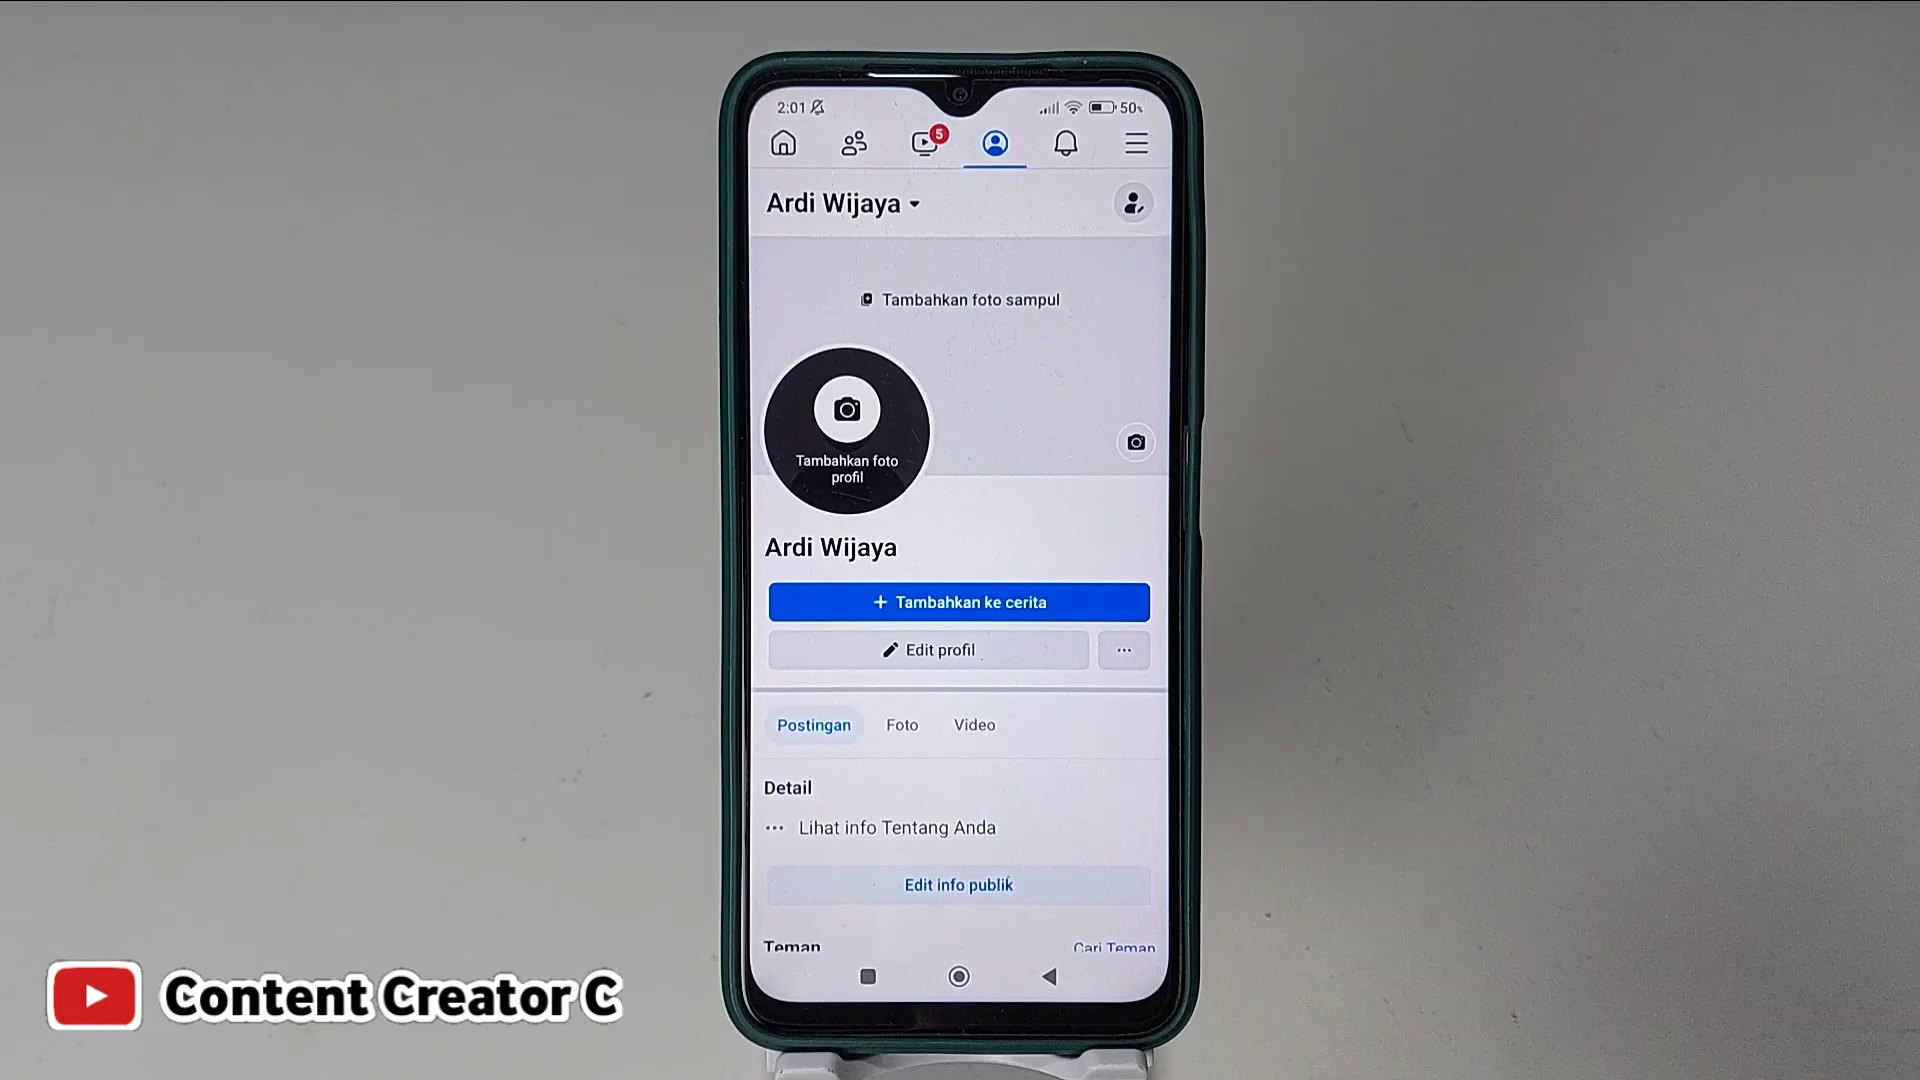 2:01 50%
5
Ardi Wijaya
Tambahkan foto sampul
Tambahkan foto
profil
Ardi Wijaya
+ Tambahkan ke cerita
Edit profil
Postingan Foto Video
Detail
Lihat info Tentang Anda
Edit info publik
Teman Cari Teman
Content Creator C